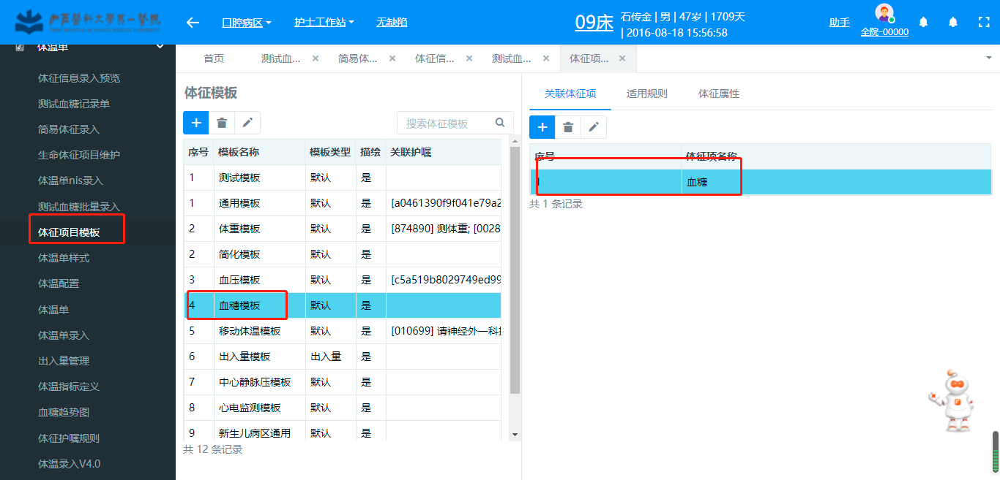 广西医科大学第一医院
口腔病区 护士工作站 无缺陷
09床 石传金 | 男 | 47岁 | 1709天
| 2016-08-18 15:56:58
助手 全院-00000
体温单
体征信息录入预览
测试血糖记录单
简易体征录入
生命体征项目维护
体温单nis录入
测试血糖批量录入
体征项目模板
体温单样式
体温配置
体温单
体温单录入
出入量管理
体温指标定义
血糖趋势图
体征护嘱规则
体温录入V4.0
首页 测试血... 简易体... 体征信... 测试血... 体征项...
体征模板
搜索体征模板
序号 模板名称 模板类型 描绘 关联护嘱
1 测试模板 默认 是
1 通用模板 默认 是 [a0461390f9f041e79a2
2 体重模板 默认 是 [874890] 测体重; [0028
2 简化模板 默认 是
3 血压模板 默认 是 [c5a519b8029749ed99
4 血糖模板 默认 是
5 移动体温模板 默认 是 [010699] 请神经外一科
6 出入量模板 出入量 是
7 中心静脉压模板 默认 是
8 心电监测模板 默认 是
9 新生儿病区通用 默认 是
共 12 条记录
关联体征项 适用规则 体征属性
序号 体征项名称
1 血糖
共 1 条记录